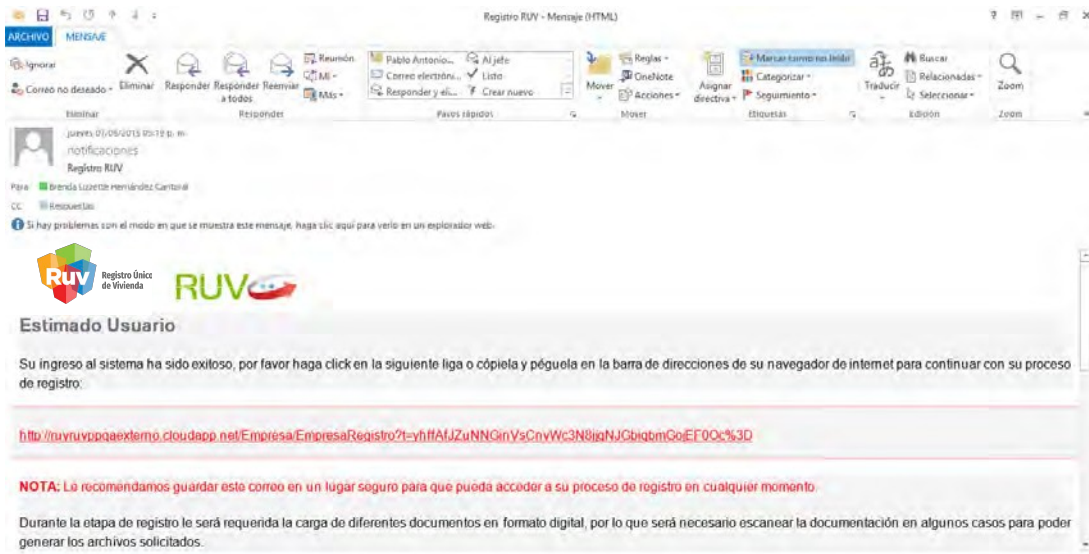 Registro RUV - Mensaje (HTML)
ARCHIVO MENSAJE
Ignorar
Correo no deseado
Eliminar
Responder Responder a todos Reenviar
Reunión
MI
Más
Pablo Antonio...
Correo electróni...
Responder y eli...
Al jefe
Listo
Crear nuevo
Mover
Reglas
OneNote
Acciones
Asignar directiva
Marcar como no leído
Categorizar
Seguimiento
Traducir
Buscar
Relacionadas
Seleccionar
Zoom
Eliminar Responder Pasos rápidos Mover Etiquetas Edición Zoom
jueves
notificaciones
Registro RUV
Para Brenda Lizzette Hernández Cantoral
CC Respuestas
Si hay problemas con el modo en que se muestra este mensaje, haga clic aquí para verlo en un explorador web.
Ruv Registro Único de Vivienda
RUV
Estimado Usuario
Su ingreso al sistema ha sido exitoso, por favor haga click en la siguiente liga o cópiela y péguela en la barra de direcciones de su navegador de internet para continuar con su proceso
de registro:
NOTA: Le recomendamos guardar este correo en un lugar seguro para que pueda acceder a su proceso de registro en cualquier momento.
Durante la etapa de registro le será requerida la carga de diferentes documentos en formato digital, por lo que será necesario escanear la documentación en algunos casos para poder
generar los archivos solicitados.